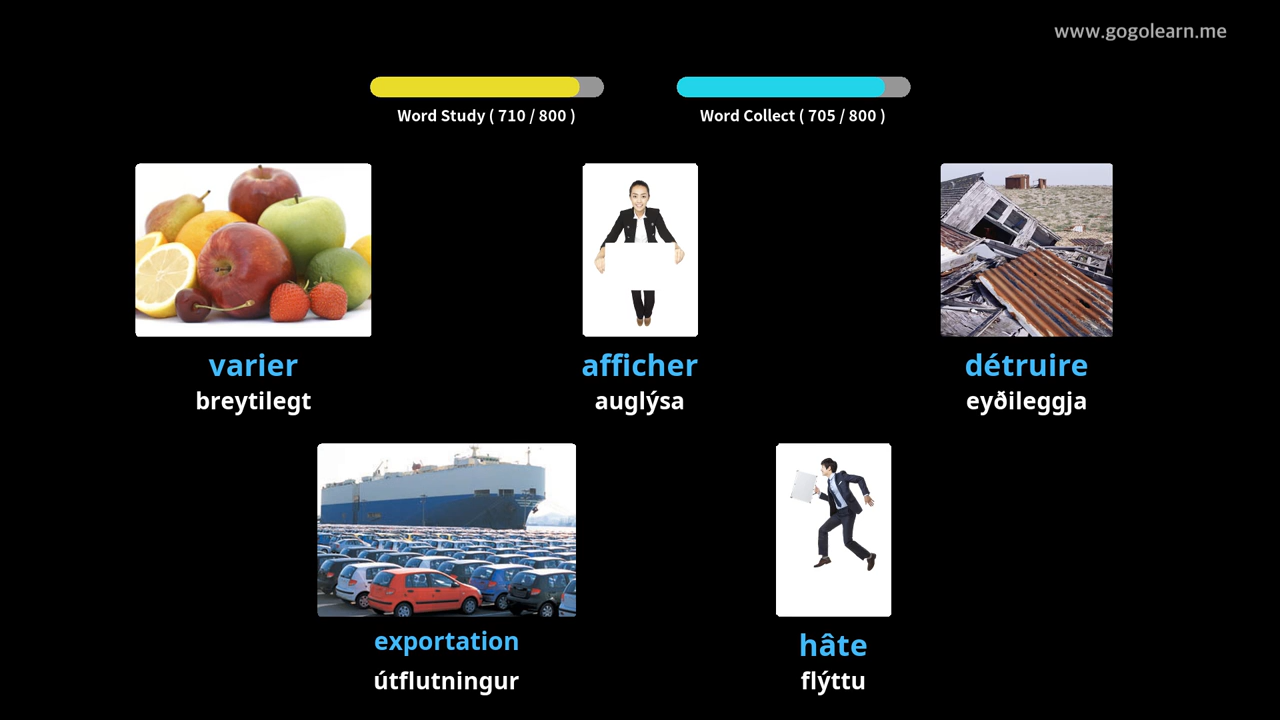 www.gogolearn.me
Word Study ( 710 / 800 )
Word Collect ( 705 / 800 )
varier
breytilegt
afficher
auglýsa
détruire
eyðileggja
exportation
útflutningur
hâte
flýttu